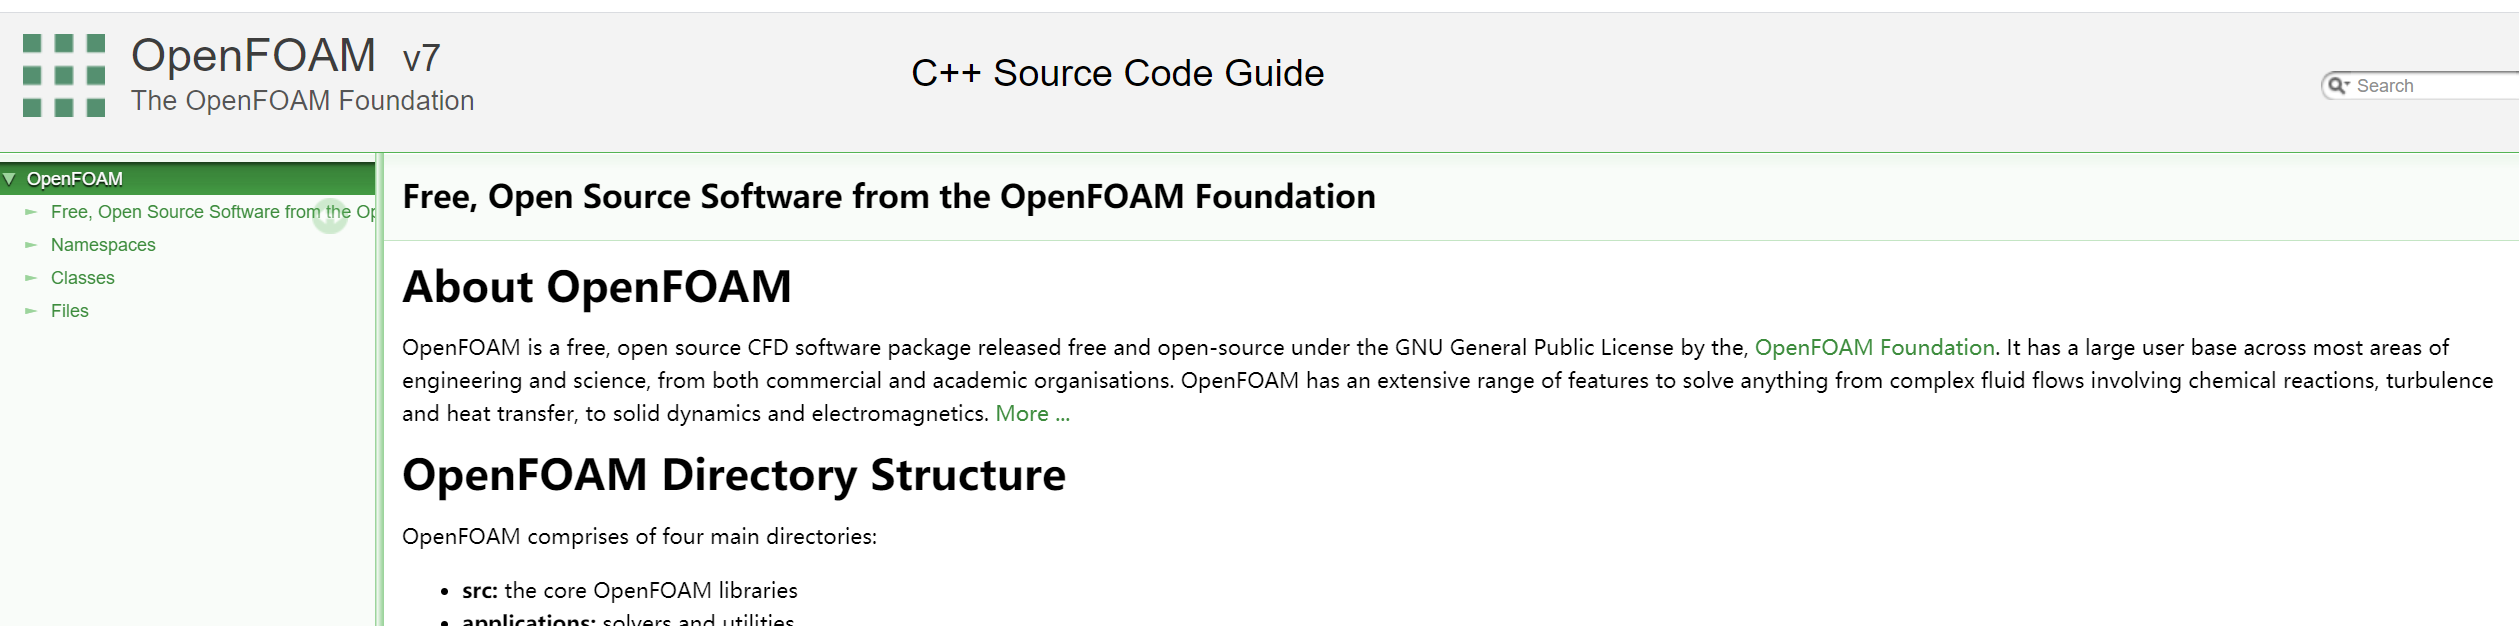 OpenFOAM v7
The OpenFOAM Foundation
C++ Source Code Guide
Search
OpenFOAM
Free, Open Source Software from the Op
Namespaces
Classes
Files
Free, Open Source Software from the OpenFOAM Foundation
About OpenFOAM
OpenFOAM is a free, open source CFD software package released free and open-source under the GNU General Public License by the, OpenFOAM Foundation. It has a large user base across most areas of
engineering and science, from both commercial and academic organisations. OpenFOAM has an extensive range of features to solve anything from complex fluid flows involving chemical reactions, turbulence
and heat transfer, to solid dynamics and electromagnetics. More ...
OpenFOAM Directory Structure
OpenFOAM comprises of four main directories:
• src: the core OpenFOAM libraries
• applications: solvers and utilities